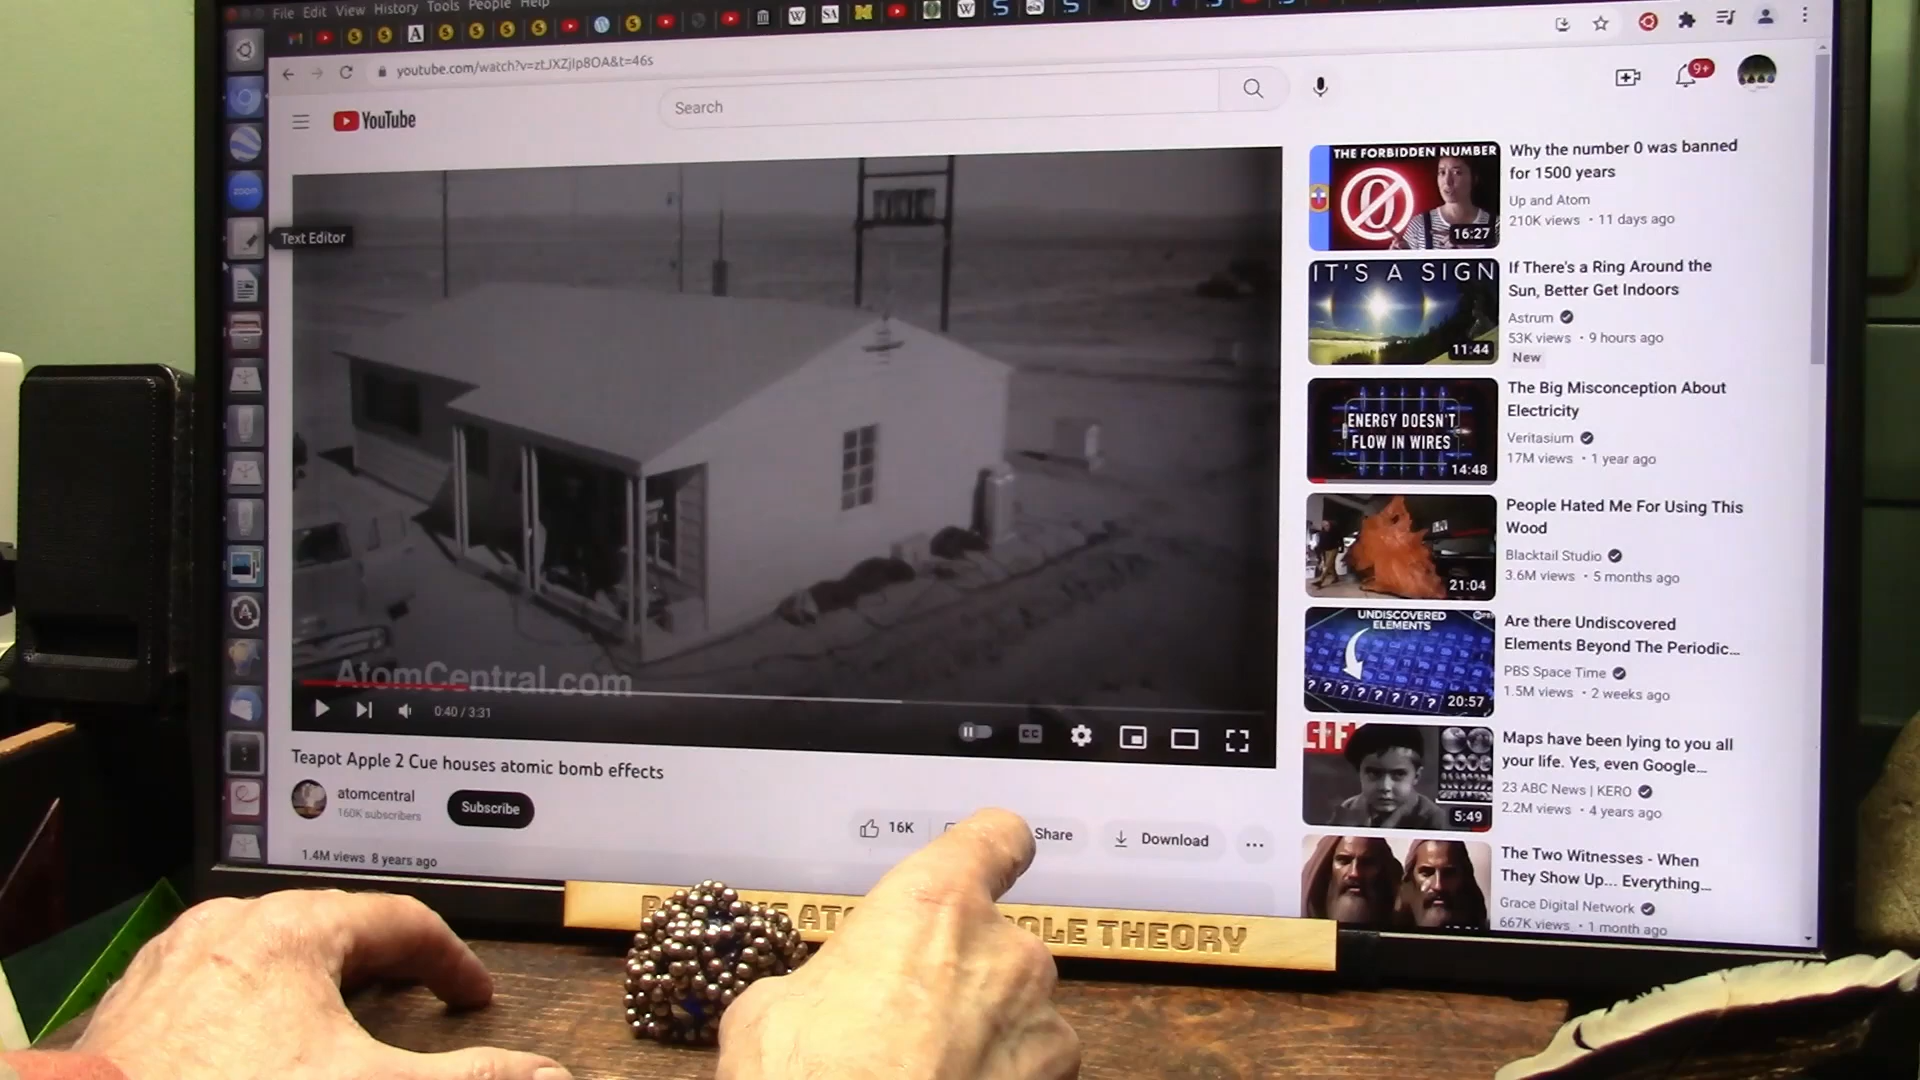 File Edit View History Tools People Help
youtube.com/watch?v=ztJXZjIp8OA&t=46s
YouTube
Search
9+
Text Editor
zoom
AtomCentral.com
0:40 / 3:31
CC
Teapot Apple 2 Cue houses atomic bomb effects
atomcentral
160K subscribers
Subscribe
16K
Share
Download
1.4M views 8 years ago
THE FORBIDDEN NUMBER
0
16:27
Why the number 0 was banned
for 1500 years
Up and Atom
210K views • 11 days ago
IT'S A SIGN
11:44
If There's a Ring Around the
Sun, Better Get Indoors
Astrum
53K views • 9 hours ago
New
ENERGY DOESN'T
FLOW IN WIRES
14:48
The Big Misconception About
Electricity
Veritasium
17M views • 1 year ago
21:04
People Hated Me For Using This
Wood
Blacktail Studio
3.6M views • 5 months ago
UNDISCOVERED
ELEMENTS
? ? ? ? ? ? ?
20:57
Are there Undiscovered
Elements Beyond The Periodic...
PBS Space Time
1.5M views • 2 weeks ago
5:49
Maps have been lying to you all
your life. Yes, even Google...
23 ABC News | KERO
2.2M views • 4 years ago
The Two Witnesses - When
They Show Up... Everything...
Grace Digital Network
667K views • 1 month ago
THEORY